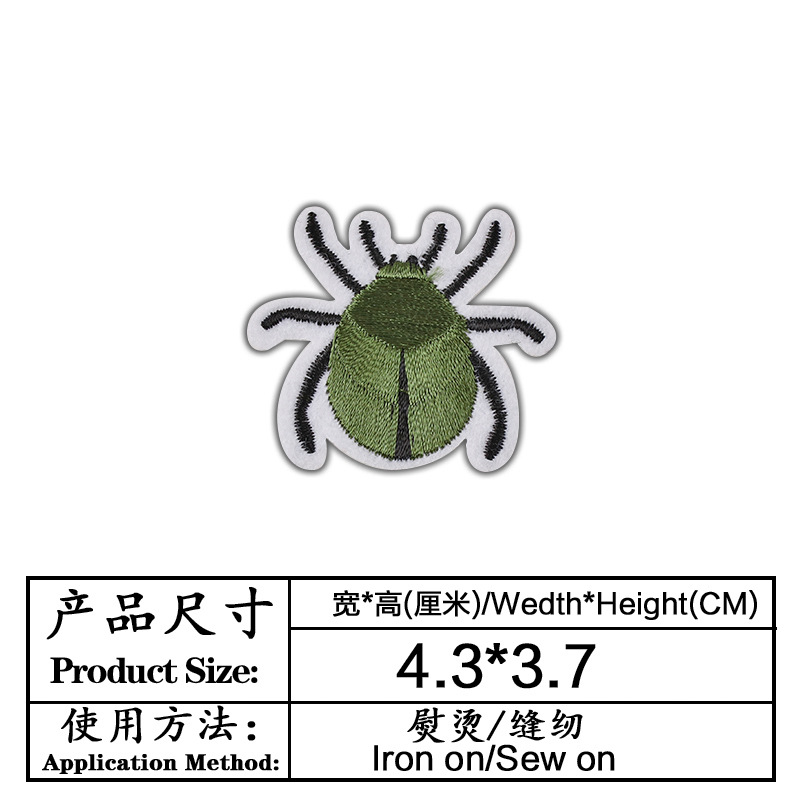 产品尺寸
Product Size:
宽*高(厘米)/Wedth*Height(CM)
4.3*3.7
使用方法：
Application Method:
熨烫/缝纫
Iron on/Sew on